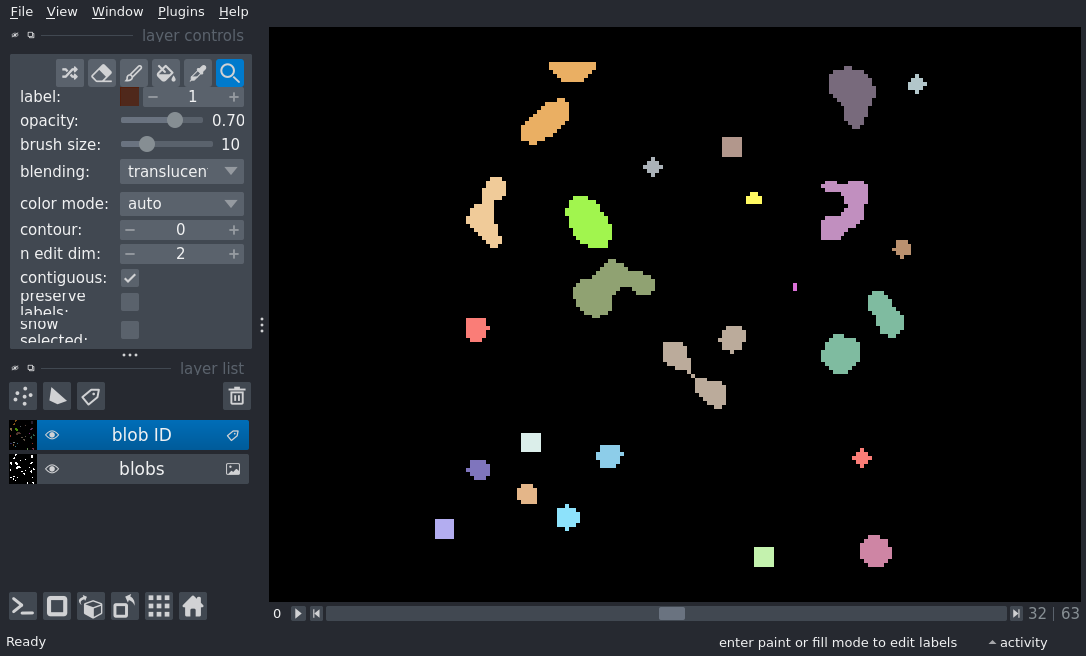 File View Window Plugins Help
layer controls
label: 1
opacity: 0.70
brush size: 10
blending: translucen
color mode: auto
contour: 0
n edit dim: 2
contiguous:
preserve
labels:
show
selected:
layer list
blob ID
blobs
0 32 63
Ready enter paint or fill mode to edit labels activity